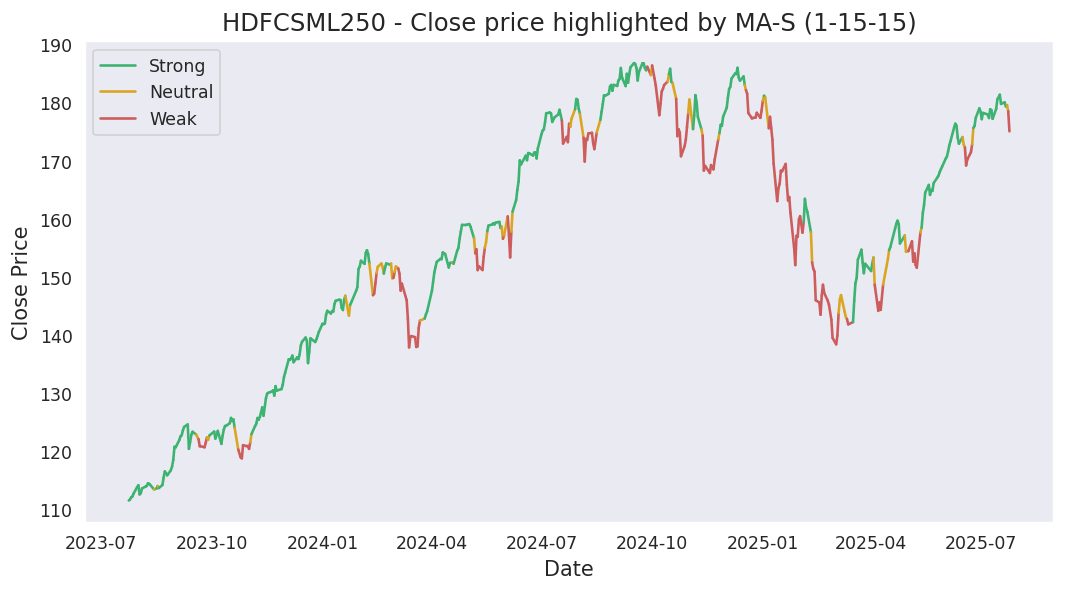 HDFCSML250 - Close price highlighted by MA-S (1-15-15)
Strong
Neutral
Weak
Close Price
190
180
170
160
150
140
130
120
110
2023-07 2023-10 2024-01 2024-04 2024-07 2024-10 2025-01 2025-04 2025-07
Date